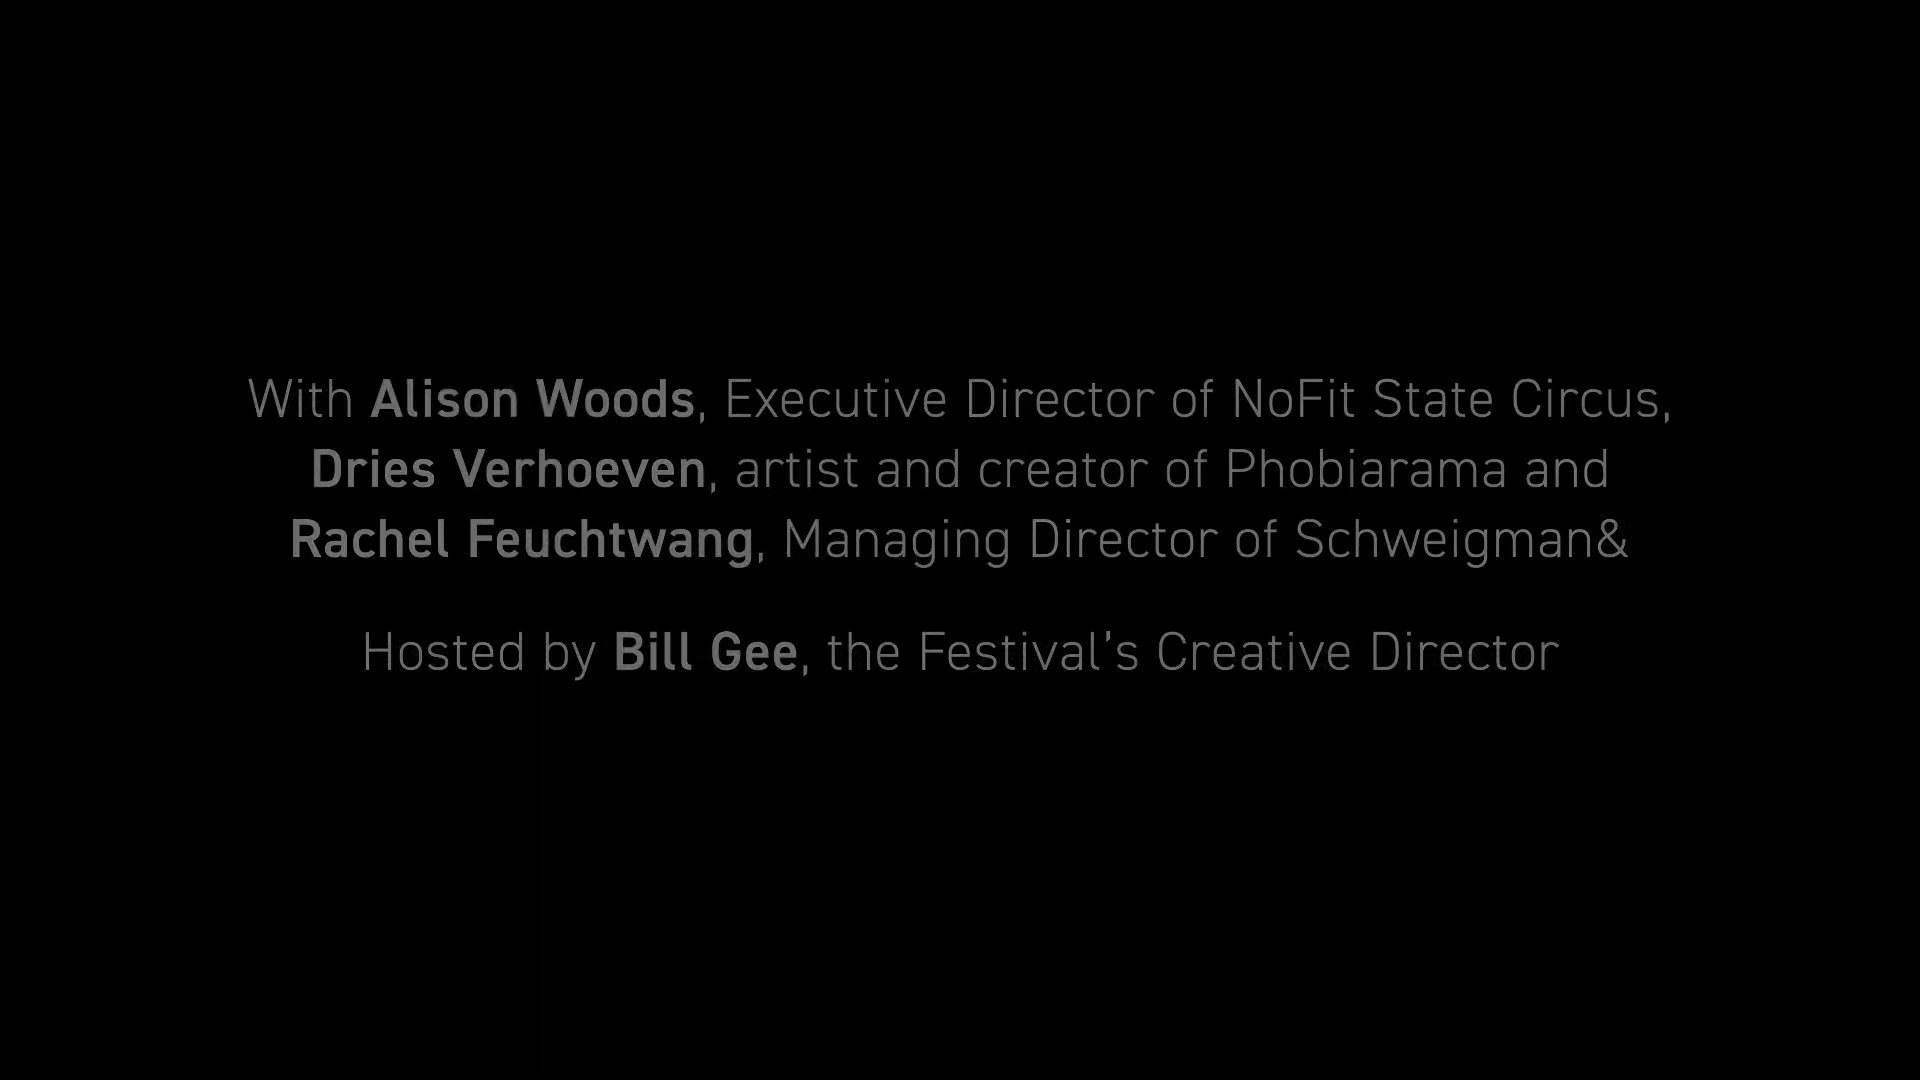 With Alison Woods, Executive Director of NoFit State Circus,
Dries Verhoeven, artist and creator of Phobiarama and
Rachel Feuchtwang, Managing Director of Schweigman&
Hosted by Bill Gee, the Festival’s Creative Director